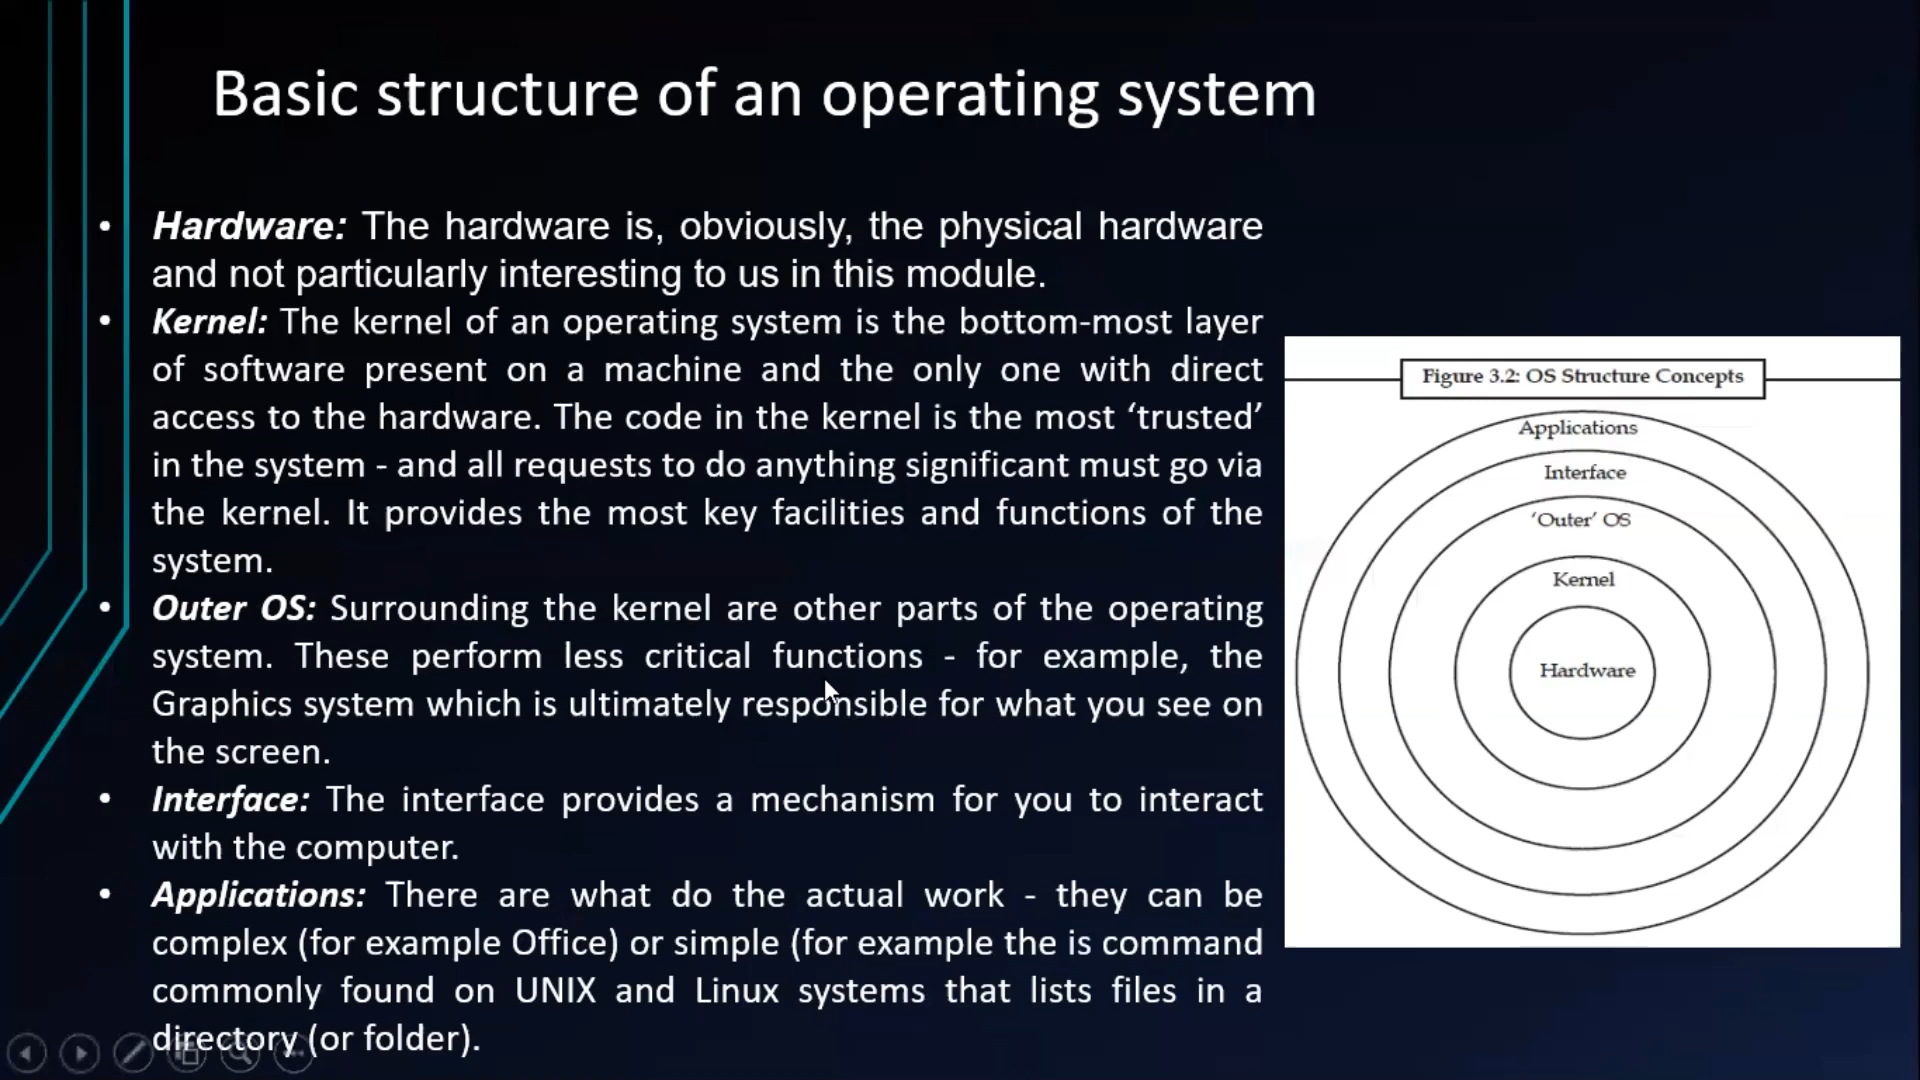 Basic structure of an operating system
• Hardware: The hardware is, obviously, the physical hardware
and not particularly interesting to us in this module.
• Kernel: The kernel of an operating system is the bottom-most layer
of software present on a machine and the only one with direct
access to the hardware. The code in the kernel is the most ‘trusted’
in the system - and all requests to do anything significant must go via
the kernel. It provides the most key facilities and functions of the
system.
• Outer OS: Surrounding the kernel are other parts of the operating
system. These perform less critical functions - for example, the
Graphics system which is ultimately responsible for what you see on
the screen.
• Interface: The interface provides a mechanism for you to interact
with the computer.
• Applications: There are what do the actual work - they can be
complex (for example Office) or simple (for example the is command
commonly found on UNIX and Linux systems that lists files in a
directory (or folder).
Figure 3.2: OS Structure Concepts
Applications
Interface
‘Outer’ OS
Kernel
Hardware